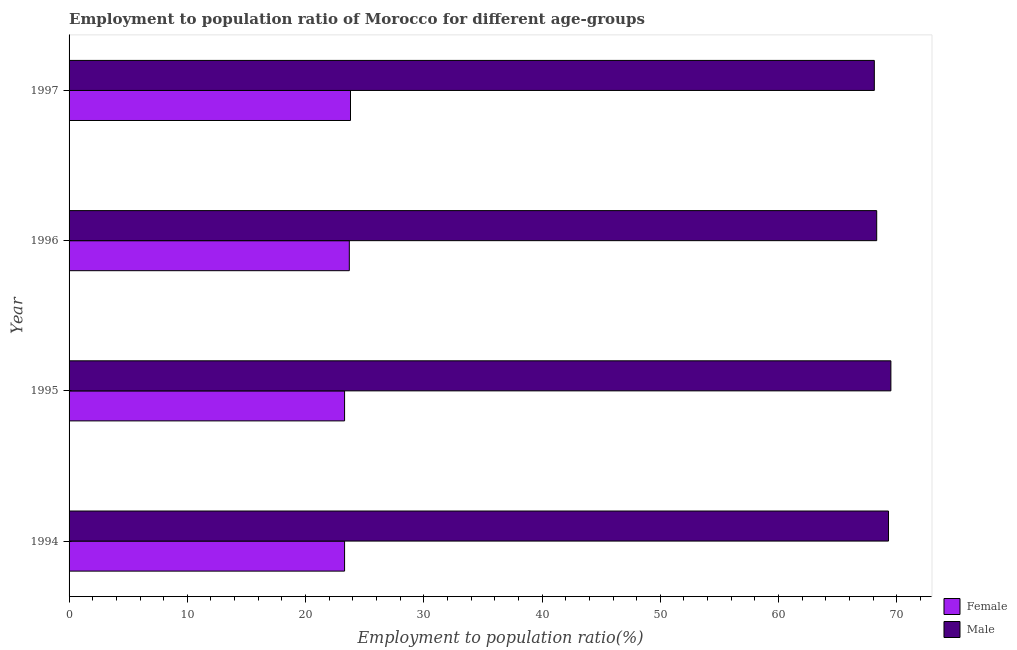 Employment to population ratio of Morocco for different age-groups
1997
1996
1995
1994
Year
0
10
20
30
40
50
60
70
Employment to population ratio(%)
Female
Male